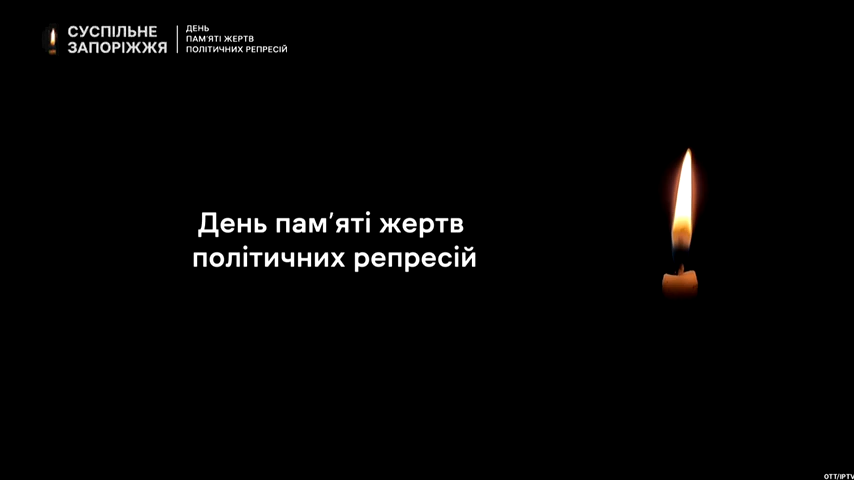 СУСПІЛЬНЕ
ЗАПОРІЖЖЯ
ДЕНЬ
ПАМ'ЯТІ ЖЕРТВ
ПОЛІТИЧНИХ РЕПРЕСІЙ
День пам'яті жертв
політичних репресій
OTT/IPTV